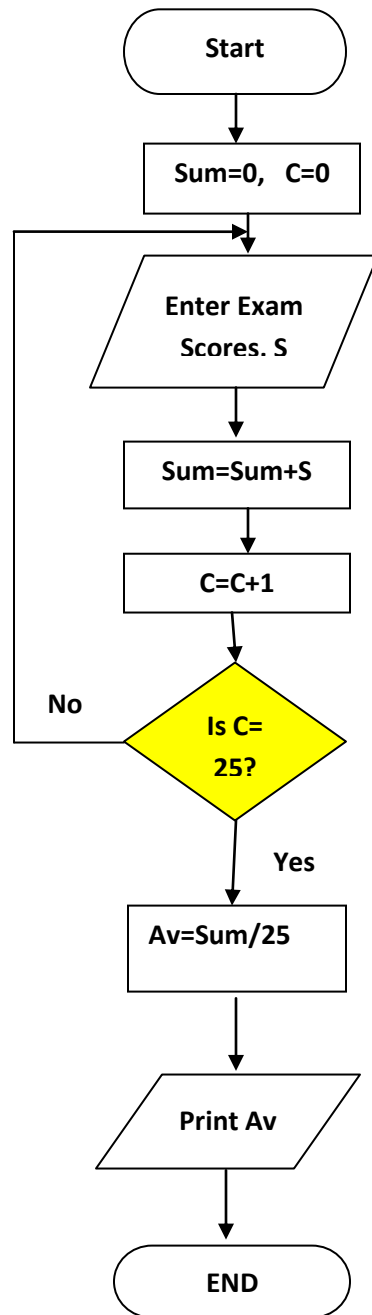 Start
Sum=0, C=0
Enter Exam
Scores. S
Sum=Sum+S
C=C+1
No
Is C=
25?
Yes
Av=Sum/25
Print Av
END